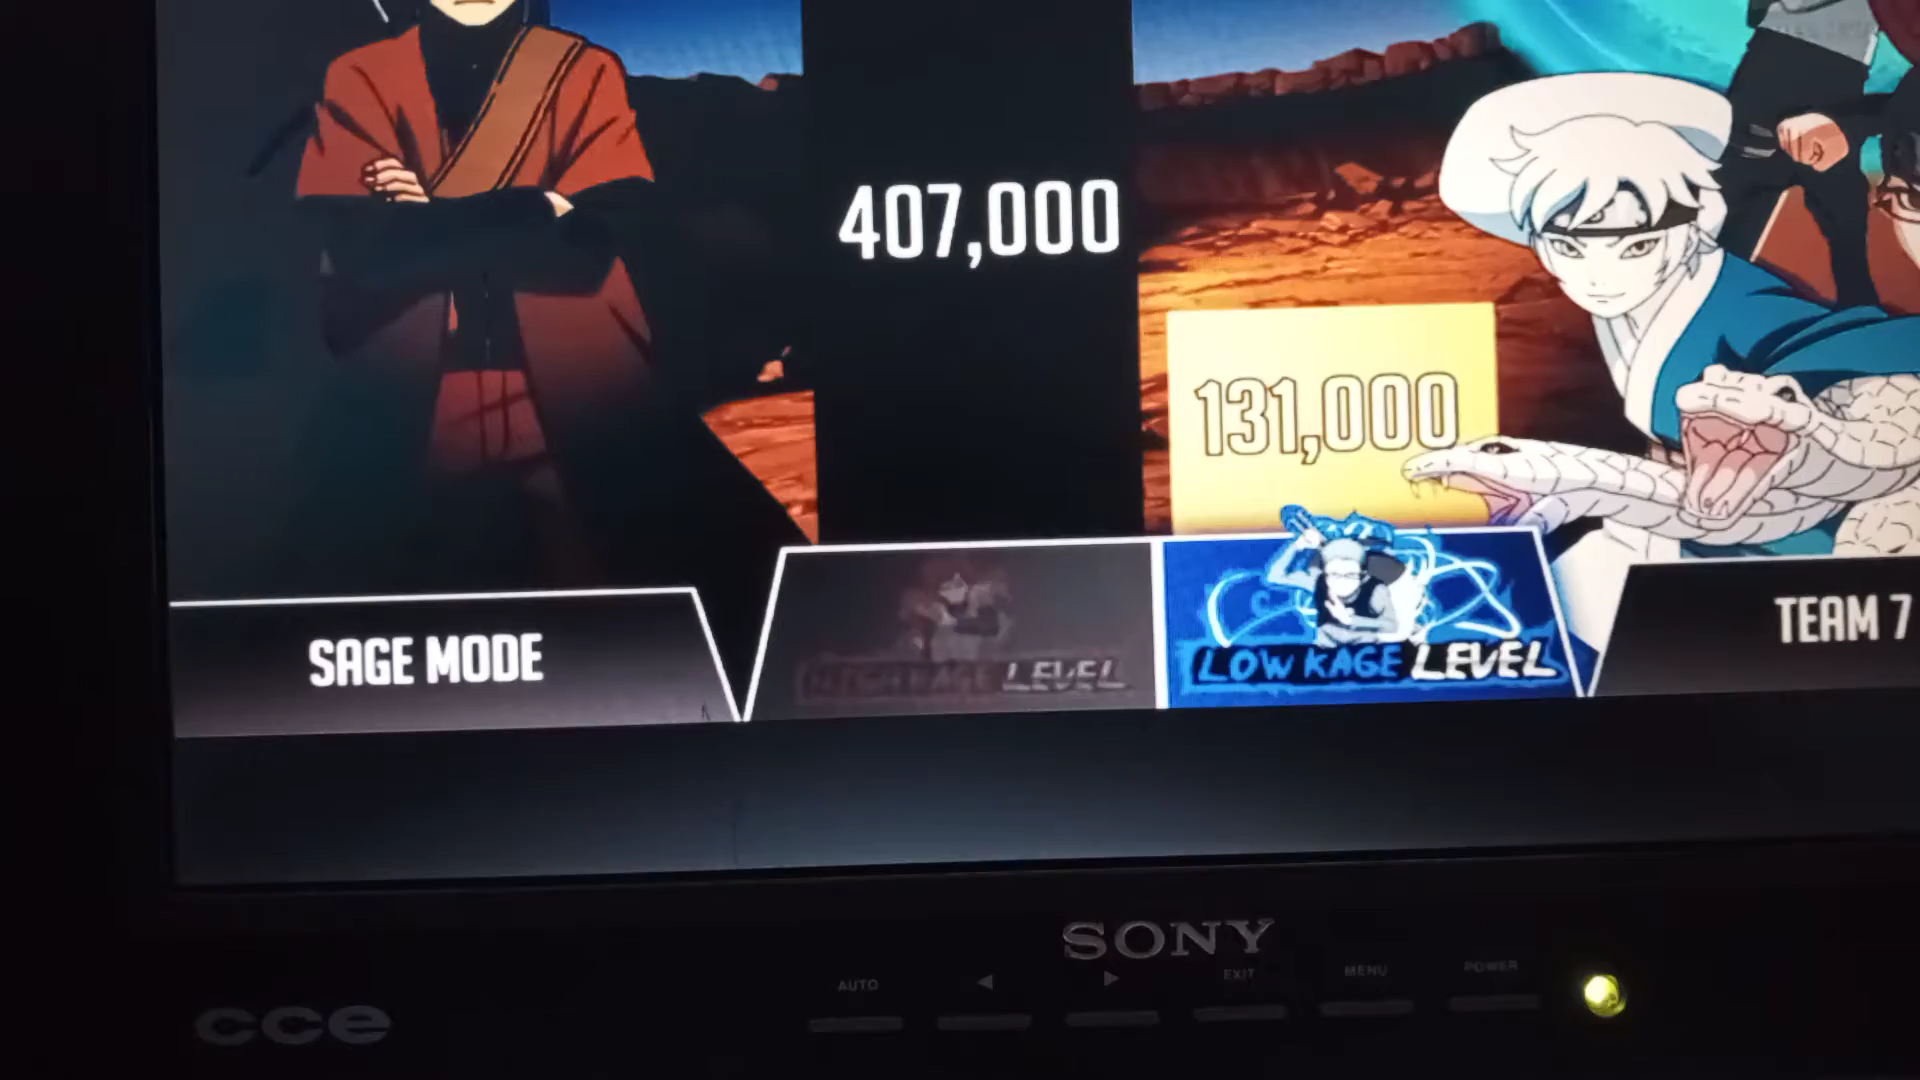 407,000
131,000
SAGE MODE
LEVEL
LOW KAGE LEVEL
TEAM 7
SONY
AUTO
EXIT
MENU
POWER
cce